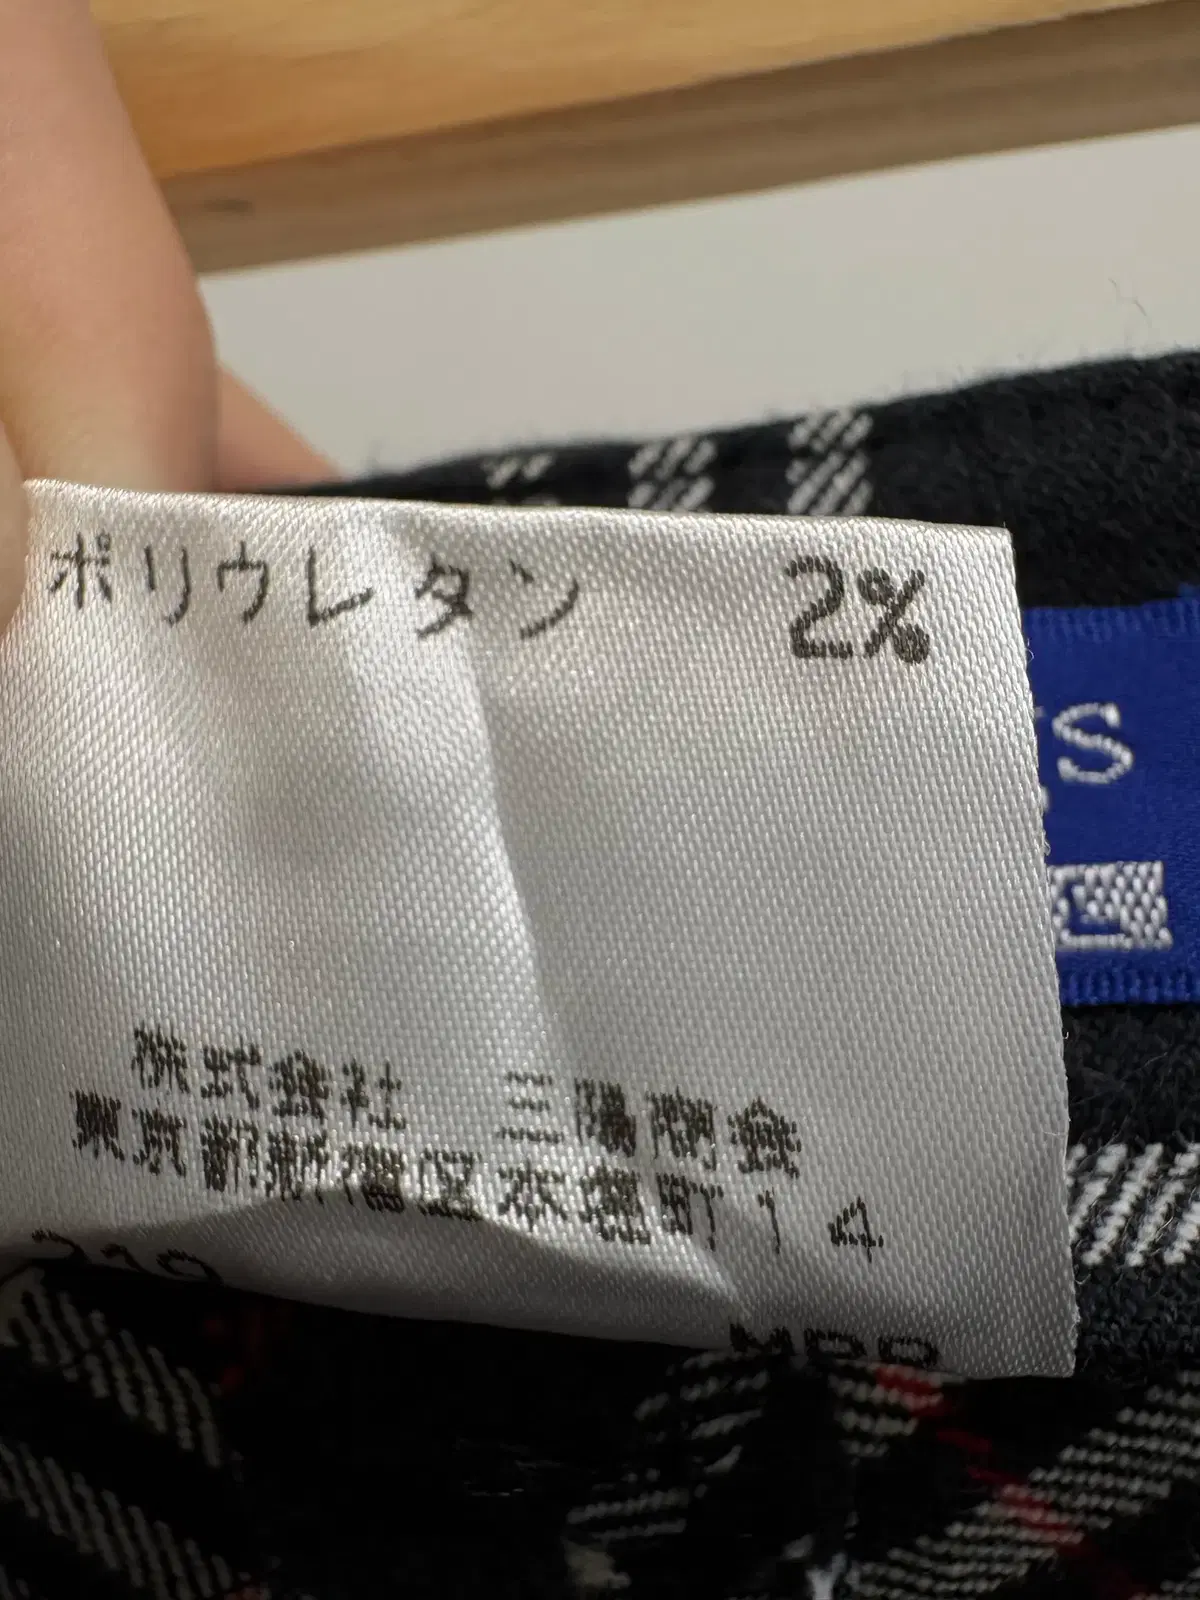 ポリウレタン 2%
S
株式会社 三陽商会
東京都新宿区本塩町14